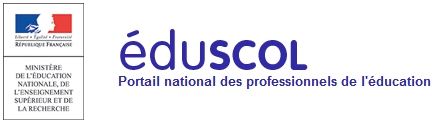 Liberté • Égalité • Fraternité
RÉPUBLIQUE FRANÇAISE
MINISTÈRE
DE L'ÉDUCATION
NATIONALE, DE
L'ENSEIGNEMENT
SUPÉRIEUR ET DE
LA RECHERCHE
éduSCOL
Portail national des professionnels de l'éducation